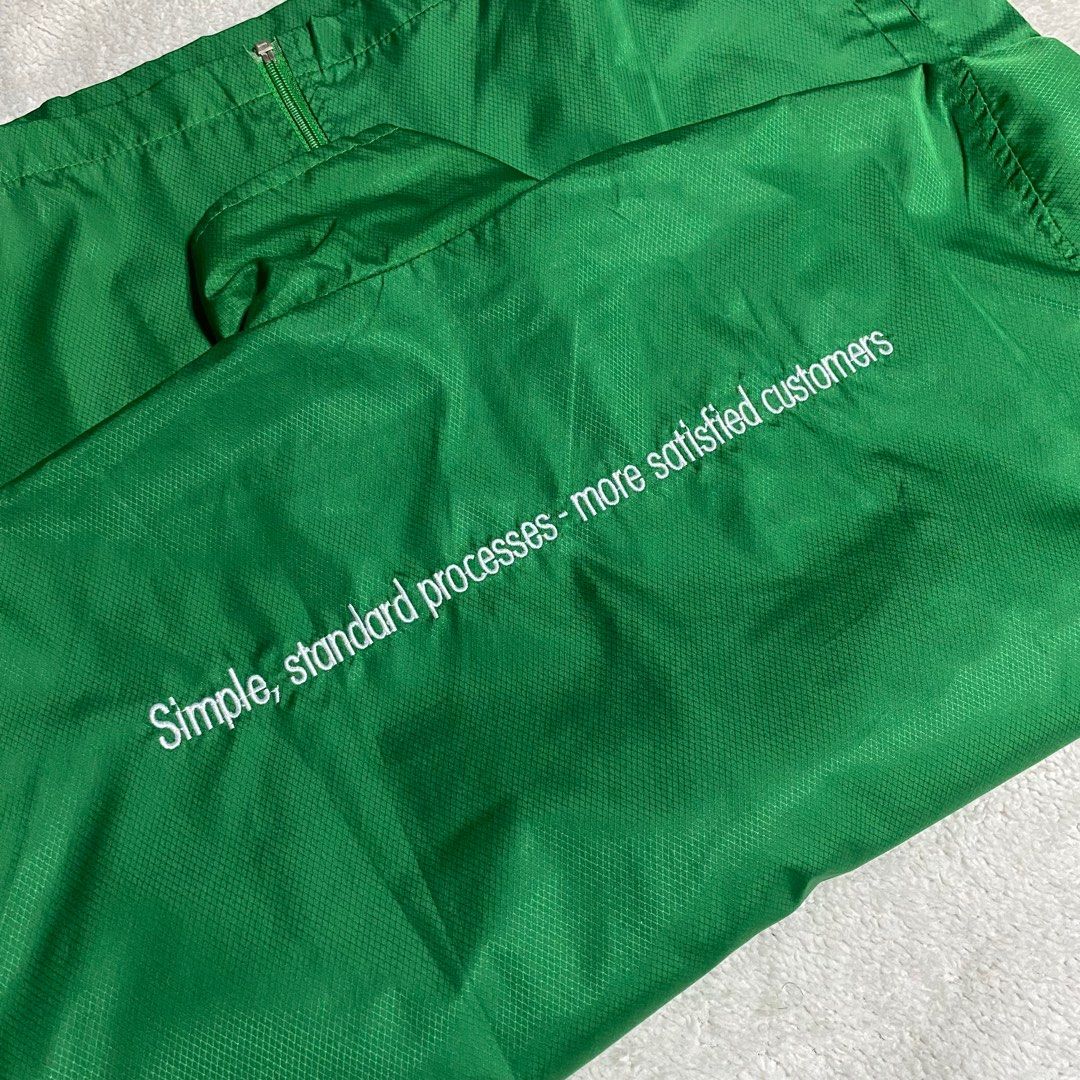 Simple, standard processes - more satisfied customers